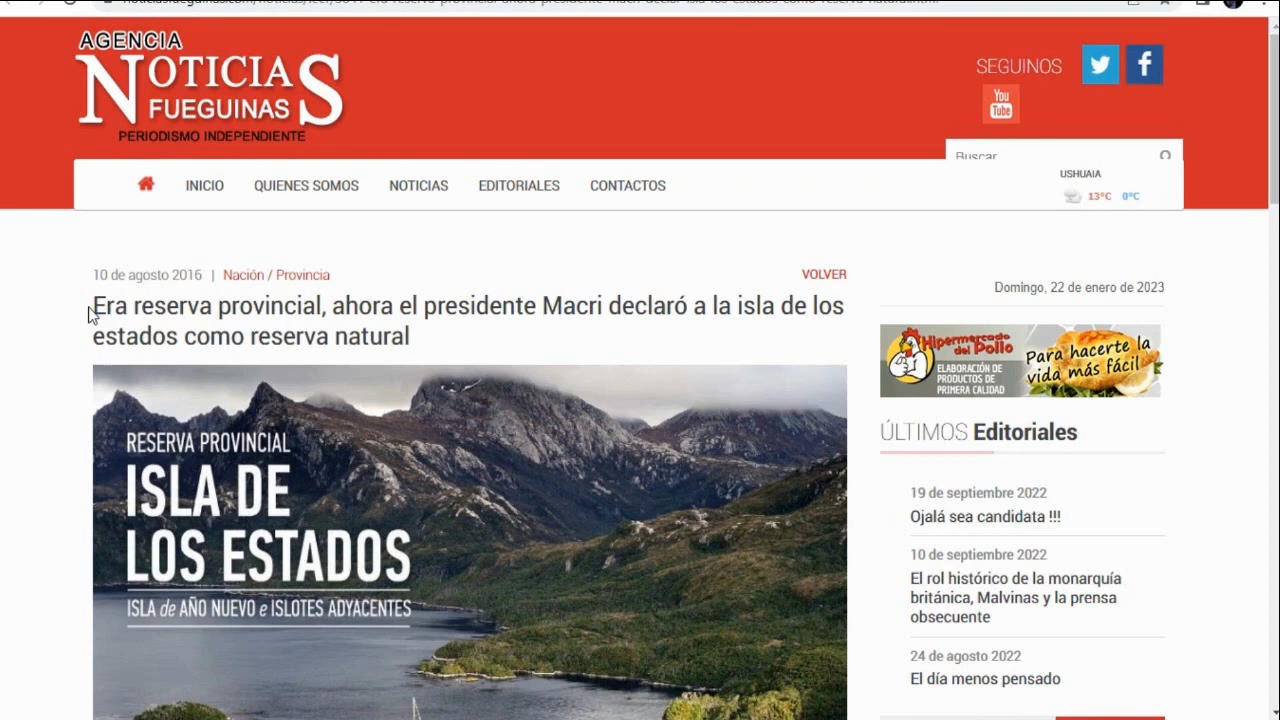 AGENCIA
NOTICIAS
FUEGUINAS
PERIODISMO INDEPENDIENTE
SEGUINOS
You
Tube
Buscar
INICIO
QUIENES SOMOS
NOTICIAS
EDITORIALES
CONTACTOS
USHUAIA
13°C 0°C
10 de agosto 2016 | Nación / Provincia
VOLVER
Era reserva provincial, ahora el presidente Macri declaró a la isla de los
estados como reserva natural
RESERVA PROVINCIAL
ISLA DE
LOS ESTADOS
ISLA de AÑO NUEVO e ISLOTES ADYACENTES
Domingo, 22 de enero de 2023
Hipermercado
del Pollo
ELABORACIÓN DE
PRODUCTOS DE
PRIMERA CALIDAD
Para hacerte la
vida más fácil
ÚLTIMOS Editoriales
19 de septiembre 2022
Ojalá sea candidata !!!
10 de septiembre 2022
El rol histórico de la monarquía
británica, Malvinas y la prensa
obsecuente
24 de agosto 2022
El día menos pensado